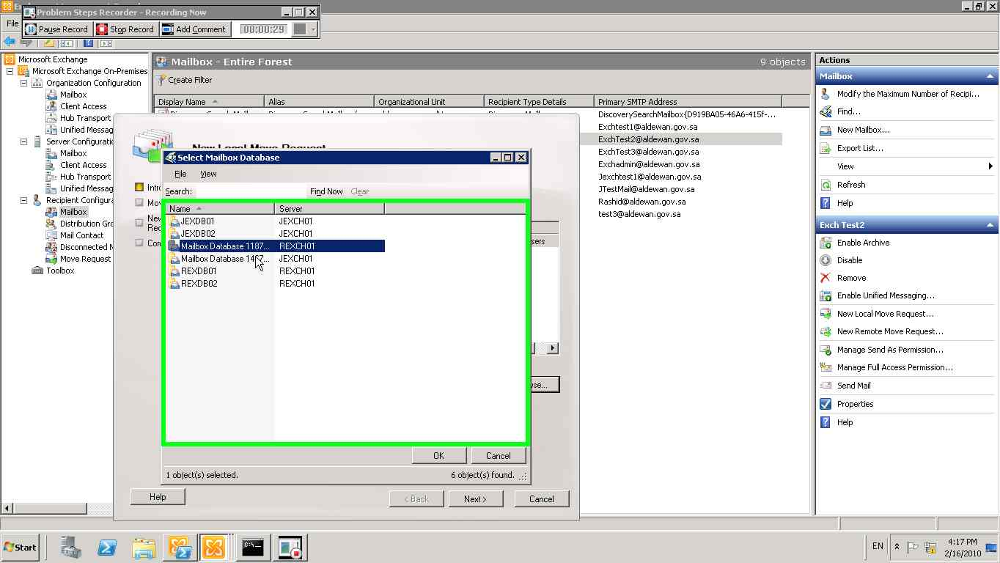 Problem Steps Recorder - Recording Now
Pause Record
Stop Record
Add Comment
00:00:29
File
Microsoft Exchange
Microsoft Exchange On-Premises
Organization Configuration
Mailbox
Client Access
Hub Transport
Unified Messa
Server Configuratio
Mailbox
Client Access
Hub Transport
Unified Messa
Recipient Configura
Mailbox
Distribution Gro
Mail Contact
Disconnected M
Move Request
Toolbox
Mailbox - Entire Forest
9 objects
Create Filter
Display Name
Alias
Organizational Unit
Recipient Type Details
Primary SMTP Address
DiscoverySearchMailbox{D919BA05-46A6-415f-...
Exchtest1@aldewan.gov.sa
ExchTest2@aldewan.gov.sa
ExchTest3@aldewan.gov.sa
Exchadmin@aldewan.gov.sa
Jexchtest1@aldewan.gov.sa
JTestMail@aldewan.gov.sa
Rashid@aldewan.gov.sa
test3@aldewan.gov.sa
New Local Move Request
Intro
Mov
New
Rec
Com
Select Mailbox Database
File
View
Search:
Find Now
Clear
Name
Server
JEXDB01
JEXCH01
JEXDB02
JEXCH01
Mailbox Database 1187...
REXCH01
Mailbox Database 1467...
JEXCH01
REXDB01
REXCH01
REXDB02
REXCH01
OK
Cancel
1 object(s) selected.
6 object(s) found.
sers
wse...
Help
< Back
Next >
Cancel
Actions
Mailbox
Modify the Maximum Number of Recipi...
Find...
New Mailbox...
Export List...
View
Refresh
Help
Exch Test2
Enable Archive
Disable
Remove
Enable Unified Messaging...
New Local Move Request...
New Remote Move Request...
Manage Send As Permission...
Manage Full Access Permission...
Send Mail
Properties
Help
Start
EN
4:17 PM
2/16/2010